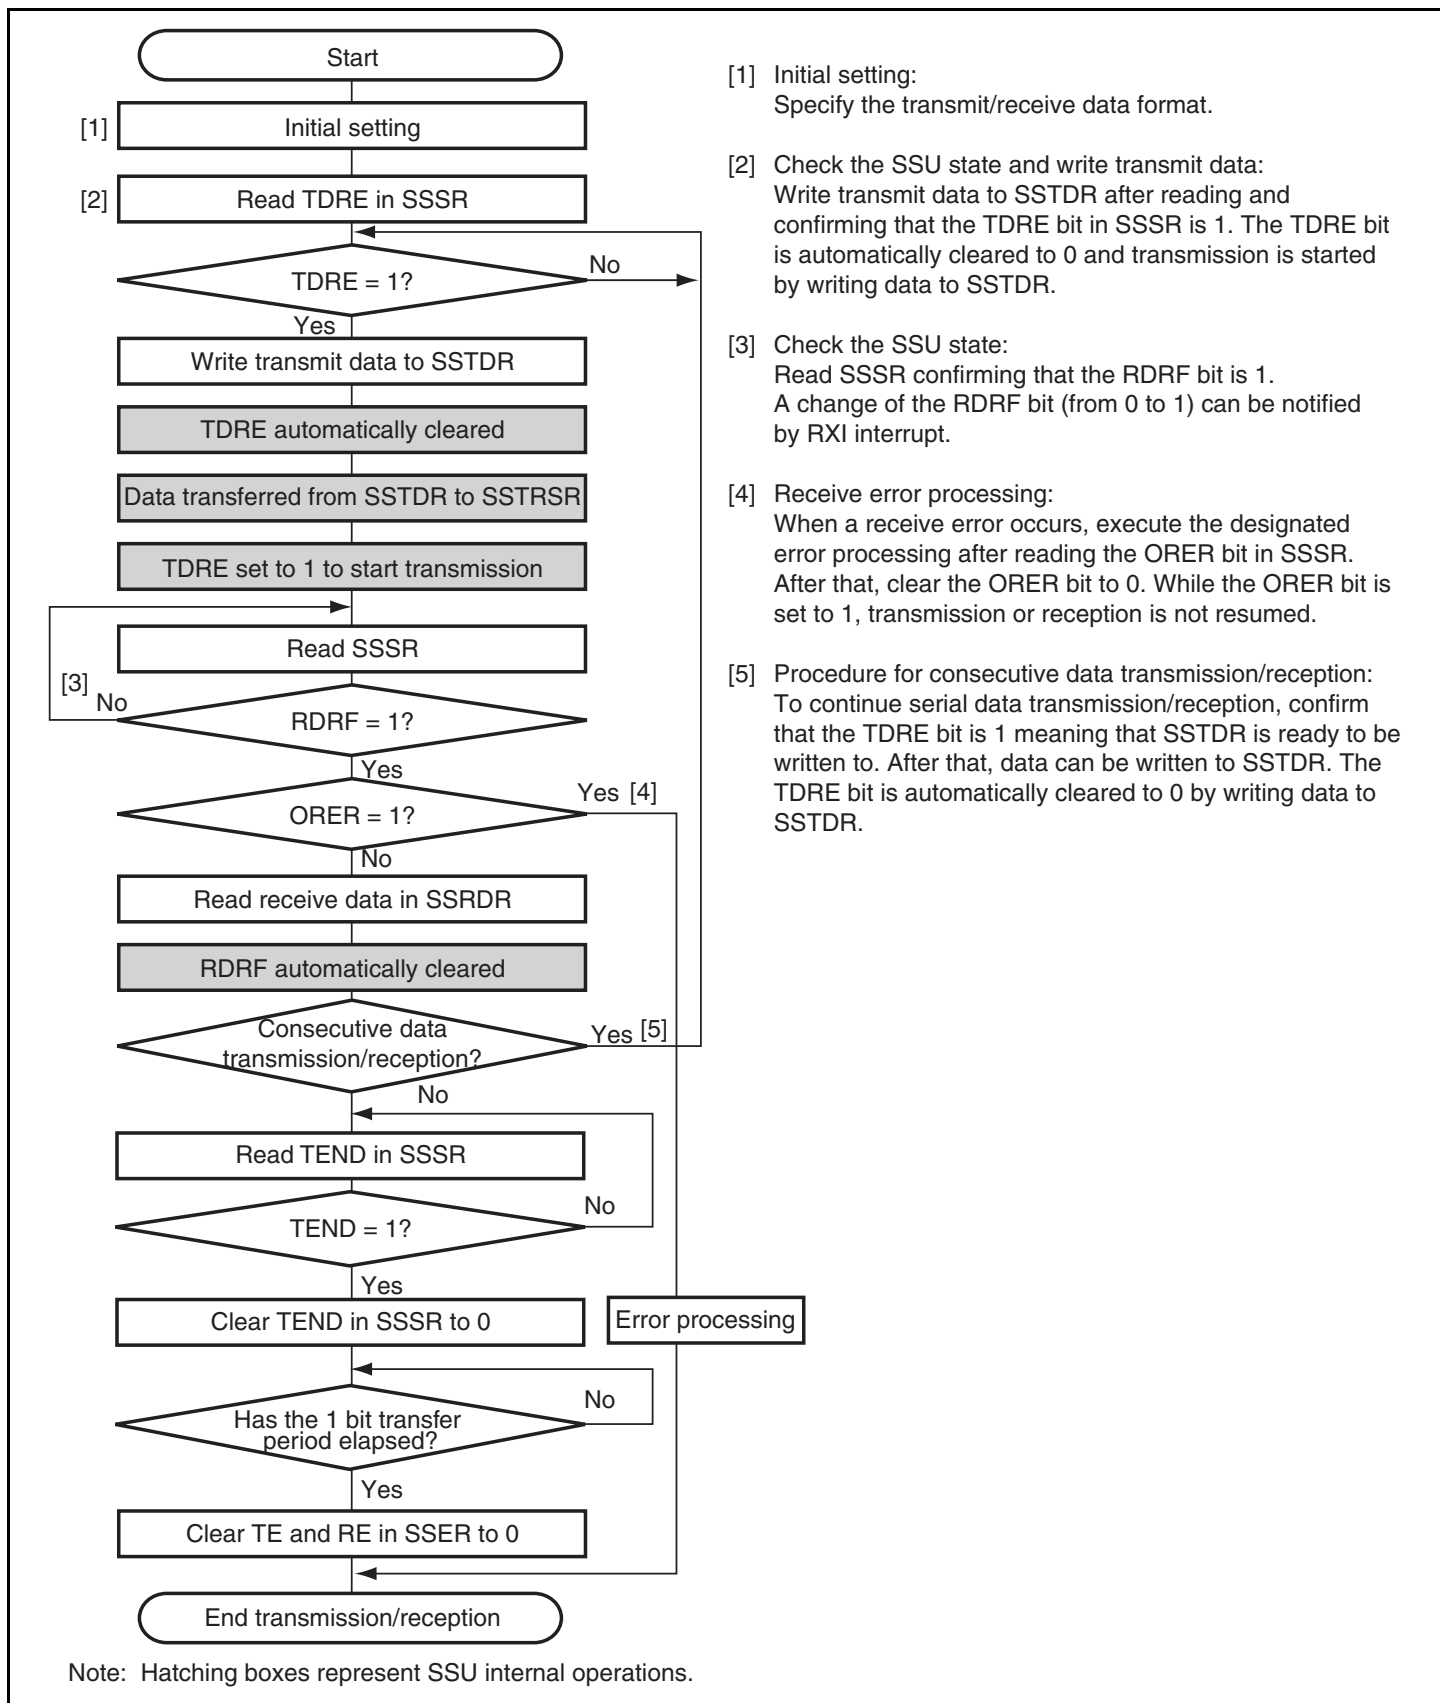 Start
[1] Initial setting
[2] Read TDRE in SSSR
TDRE = 1?
No
Yes
Write transmit data to SSTDR
TDRE automatically cleared
Data transferred from SSTDR to SSTRSR
TDRE set to 1 to start transmission
Read SSSR
[3]
No
RDRF = 1?
Yes
ORER = 1?
Yes [4]
No
Read receive data in SSRDR
RDRF automatically cleared
Consecutive data
transmission/reception?
Yes [5]
No
Read TEND in SSSR
TEND = 1?
No
Yes
Clear TEND in SSSR to 0
Error processing
No
Has the 1 bit transfer
period elapsed?
Yes
Clear TE and RE in SSER to 0
End transmission/reception
Note: Hatching boxes represent SSU internal operations.
[1] Initial setting:
Specify the transmit/receive data format.
[2] Check the SSU state and write transmit data:
Write transmit data to SSTDR after reading and
confirming that the TDRE bit in SSSR is 1. The TDRE bit
is automatically cleared to 0 and transmission is started
by writing data to SSTDR.
[3] Check the SSU state:
Read SSSR confirming that the RDRF bit is 1.
A change of the RDRF bit (from 0 to 1) can be notified
by RXI interrupt.
[4] Receive error processing:
When a receive error occurs, execute the designated
error processing after reading the ORER bit in SSSR.
After that, clear the ORER bit to 0. While the ORER bit is
set to 1, transmission or reception is not resumed.
[5] Procedure for consecutive data transmission/reception:
To continue serial data transmission/reception, confirm
that the TDRE bit is 1 meaning that SSTDR is ready to be
written to. After that, data can be written to SSTDR. The
TDRE bit is automatically cleared to 0 by writing data to
SSTDR.